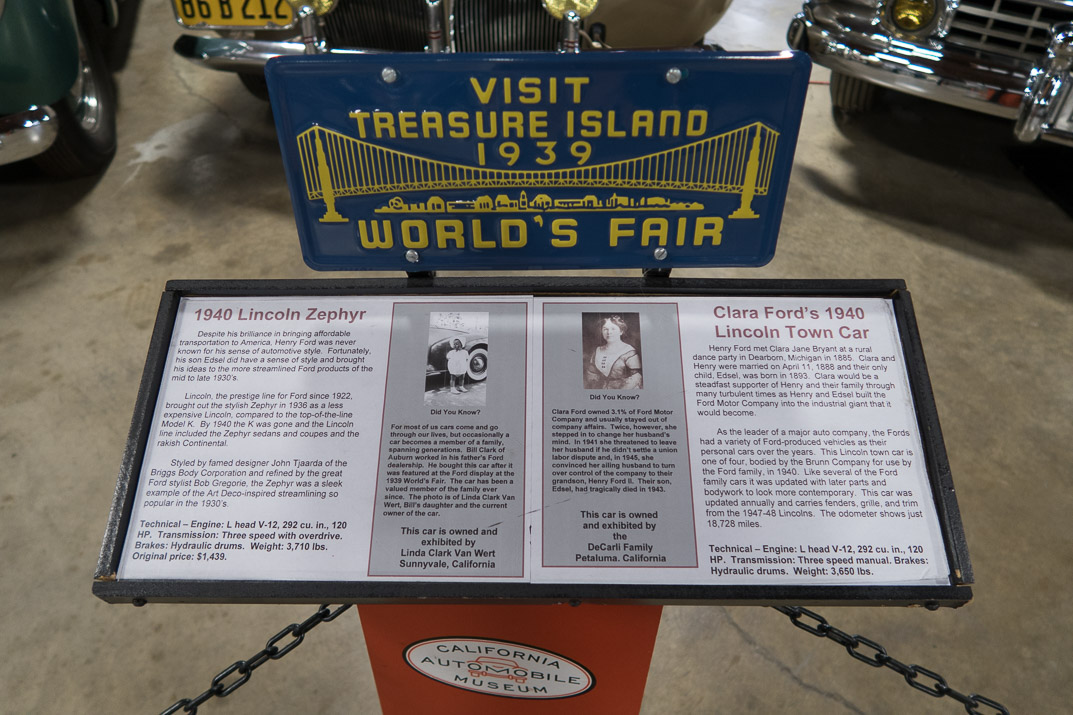 86 B 212
VISIT
TREASURE ISLAND
1939
WORLD'S FAIR
1940 Lincoln Zephyr
Despite his brilliance in bringing affordable
transportation to America, Henry Ford was never
known for his sense of automotive style. Fortunately,
his son Edsel did have a sense of style and brought
his ideas to the more streamlined Ford products of the
mid to late 1930's.
Lincoln, the prestige line for Ford since 1922,
brought out the stylish Zephyr in 1936 as a less
expensive Lincoln, compared to the top-of-the-line
Model K. By 1940 the K was gone and the Lincoln
line included the Zephyr sedans and coupes and the
rakish Continental.
Styled by famed designer John Tjaarda of the
Briggs Body Corporation and refined by the great
Ford stylist Bob Gregorie, the Zephyr was a sleek
example of the Art Deco-inspired streamlining so
popular in the 1930's.
Technical – Engine: L head V-12, 292 cu. in., 120
HP. Transmission: Three speed with overdrive.
Brakes: Hydraulic drums. Weight: 3,710 lbs.
Original price: $1,439.
Did You Know?
For most of us cars come and go
through our lives, but occasionally a
car becomes a member of a family,
spanning generations. Bill Clark of
Auburn worked in his father's Ford
dealership. He bought this car after it
was featured at the Ford display at the
1939 World's Fair. The car has been a
valued member of the family ever
since. The photo is of Linda Clark Van
Wert, Bill's daughter and the current
owner of the car.
This car is owned and
exhibited by
Linda Clark Van Wert
Sunnyvale, California
Did You Know?
Clara Ford owned 3.1% of Ford Motor
Company and usually stayed out of
company affairs. Twice, however, she
stepped in to change her husband's
mind. In 1941 she threatened to leave
her husband if he didn't settle a union
labor dispute and, in 1945, she
convinced her ailing husband to turn
over control of the company to their
grandson, Henry Ford II. Their son,
Edsel, had tragically died in 1943.
This car is owned
and exhibited by
the
DeCarli Family
Petaluma. California
Clara Ford's 1940
Lincoln Town Car
Henry Ford met Clara Jane Bryant at a rural
dance party in Dearborn, Michigan in 1885. Clara and
Henry were married on April 11, 1888 and their only
child, Edsel, was born in 1893. Clara would be a
steadfast supporter of Henry and their family through
many turbulent times as Henry and Edsel built the
Ford Motor Company into the industrial giant that it
would become.
As the leader of a major auto company, the Fords
had a variety of Ford-produced vehicles as their
personal cars over the years. This Lincoln town car is
one of four, bodied by the Brunn Company for use by
the Ford family, in 1940. Like several of the Ford
family cars it was updated with later parts and
bodywork to look more contemporary. This car was
updated annually and carries fenders, grille, and trim
from the 1947-48 Lincolns. The odometer shows just
18,728 miles.
Technical – Engine: L head V-12, 292 cu. in., 120
HP. Transmission: Three speed manual. Brakes:
Hydraulic drums. Weight: 3,650 lbs.
CALIFORNIA
AUTOMOBILE
MUSEUM